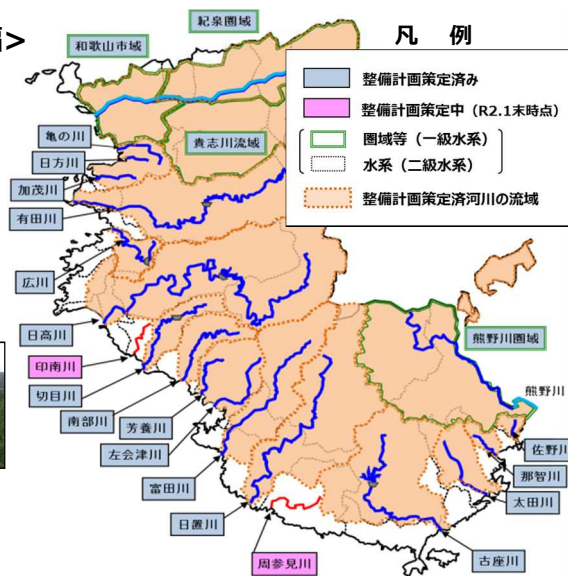 >
凡 例
整備計画策定済み
整備計画策定中（R2.1末時点）
圏域等（一級水系）
水系（二級水系）
整備計画策定済河川の流域
紀泉圏域
和歌山市域
貴志川流域
亀の川
日方川
加茂川
有田川
広川
日高川
印南川
切目川
南部川
芳養川
左会津川
富田川
日置川
周参見川
古座川
太田川
那智川
佐野川
熊野川
熊野川圏域